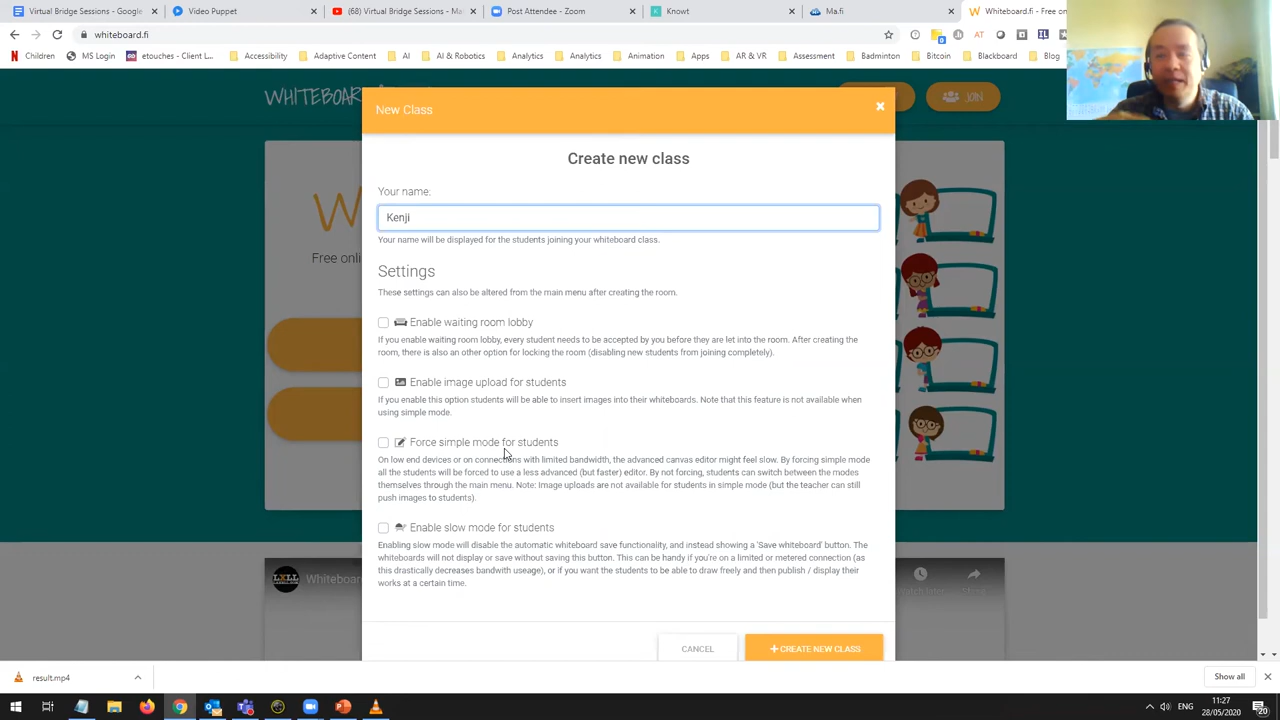 Virtual Bridge Sessions - Google
Video Puppet
(68) Virtual Bridge Sessions - Ma
Post Attendee - Zoom
Knowt
Ma.fi
Whiteboard.fi - Free on
whiteboard.fi
Children
MS Login
etouches - Client L...
Accessibility
Adaptive Content
AI
AI & Robotics
Analytics
Analytics
Animation
Apps
AR & VR
Assessment
Badminton
Bitcoin
Blackboard
Blog
WHITEBOAR
JOIN
New Class
Create new class
Your name:
Kenji
Your name will be displayed for the students joining your whiteboard class.
Free onli
Settings
These settings can also be altered from the main menu after creating the room.
Enable waiting room lobby
If you enable waiting room lobby, every student needs to be accepted by you before they are let into the room. After creating the
room, there is also an other option for locking the room (disabling new students from joining completely).
Enable image upload for students
If you enable this option students will be able to insert images into their whiteboards. Note that this feature is not available when
using simple mode.
Force simple mode for students
On low end devices or on connections with limited bandwidth, the advanced canvas editor might feel slow. By forcing simple mode
all the students will be forced to use a less advanced (but faster) editor. By not forcing, students can switch between the modes
themselves through the main menu. Note: Image uploads are not available for students in simple mode (but the teacher can still
push images to students).
Enable slow mode for students
Enabling slow mode will disable the automatic whiteboard save functionality, and instead showing a 'Save whiteboard' button. The
whiteboards will not display or save without saving this button. This can be handy if you're on a limited or metered connection (as
this drastically decreases bandwith useage), or if you want the students to be able to draw freely and then publish / display their
works at a certain time.
LXLL
Whiteboard
Watch later
CANCEL
CREATE NEW CLASS
result.mp4
Show all
ENG
11:27
28/05/2020